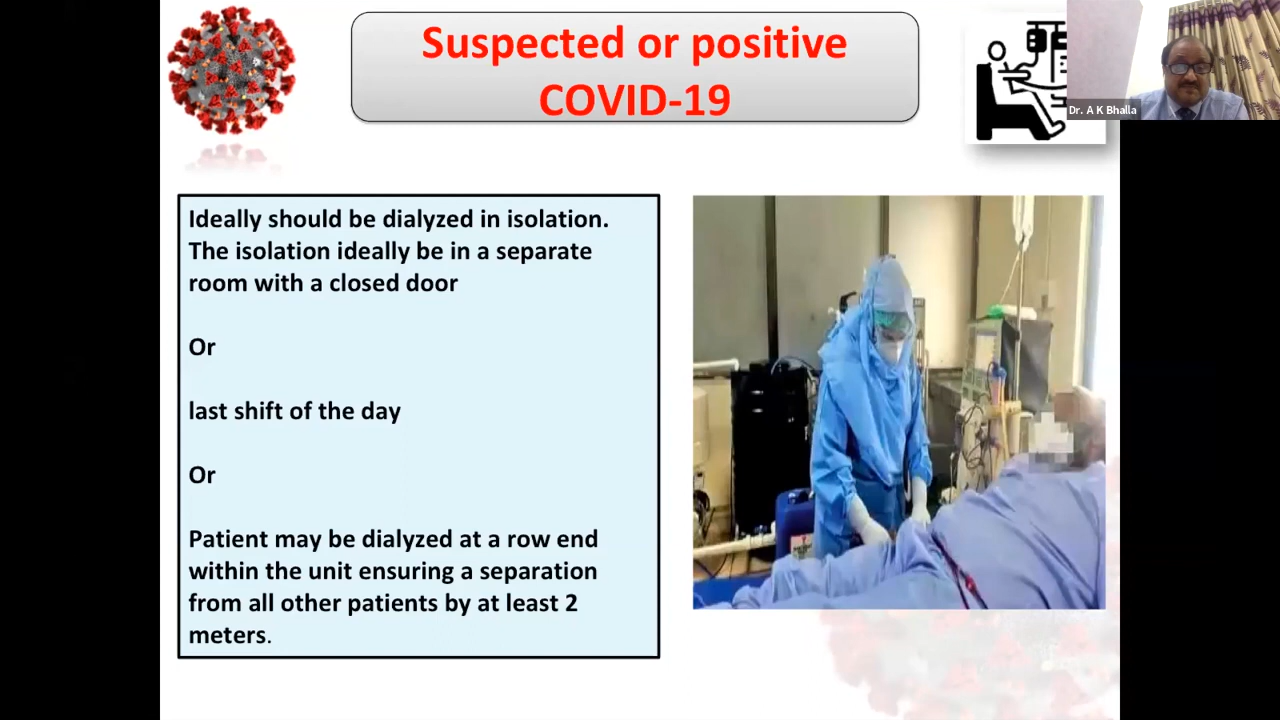 Suspected or positive
COVID-19
Dr. A K Bhalla
Ideally should be dialyzed in isolation.
The isolation ideally be in a separate
room with a closed door
Or
last shift of the day
Or
Patient may be dialyzed at a row end
within the unit ensuring a separation
from all other patients by at least 2
meters.